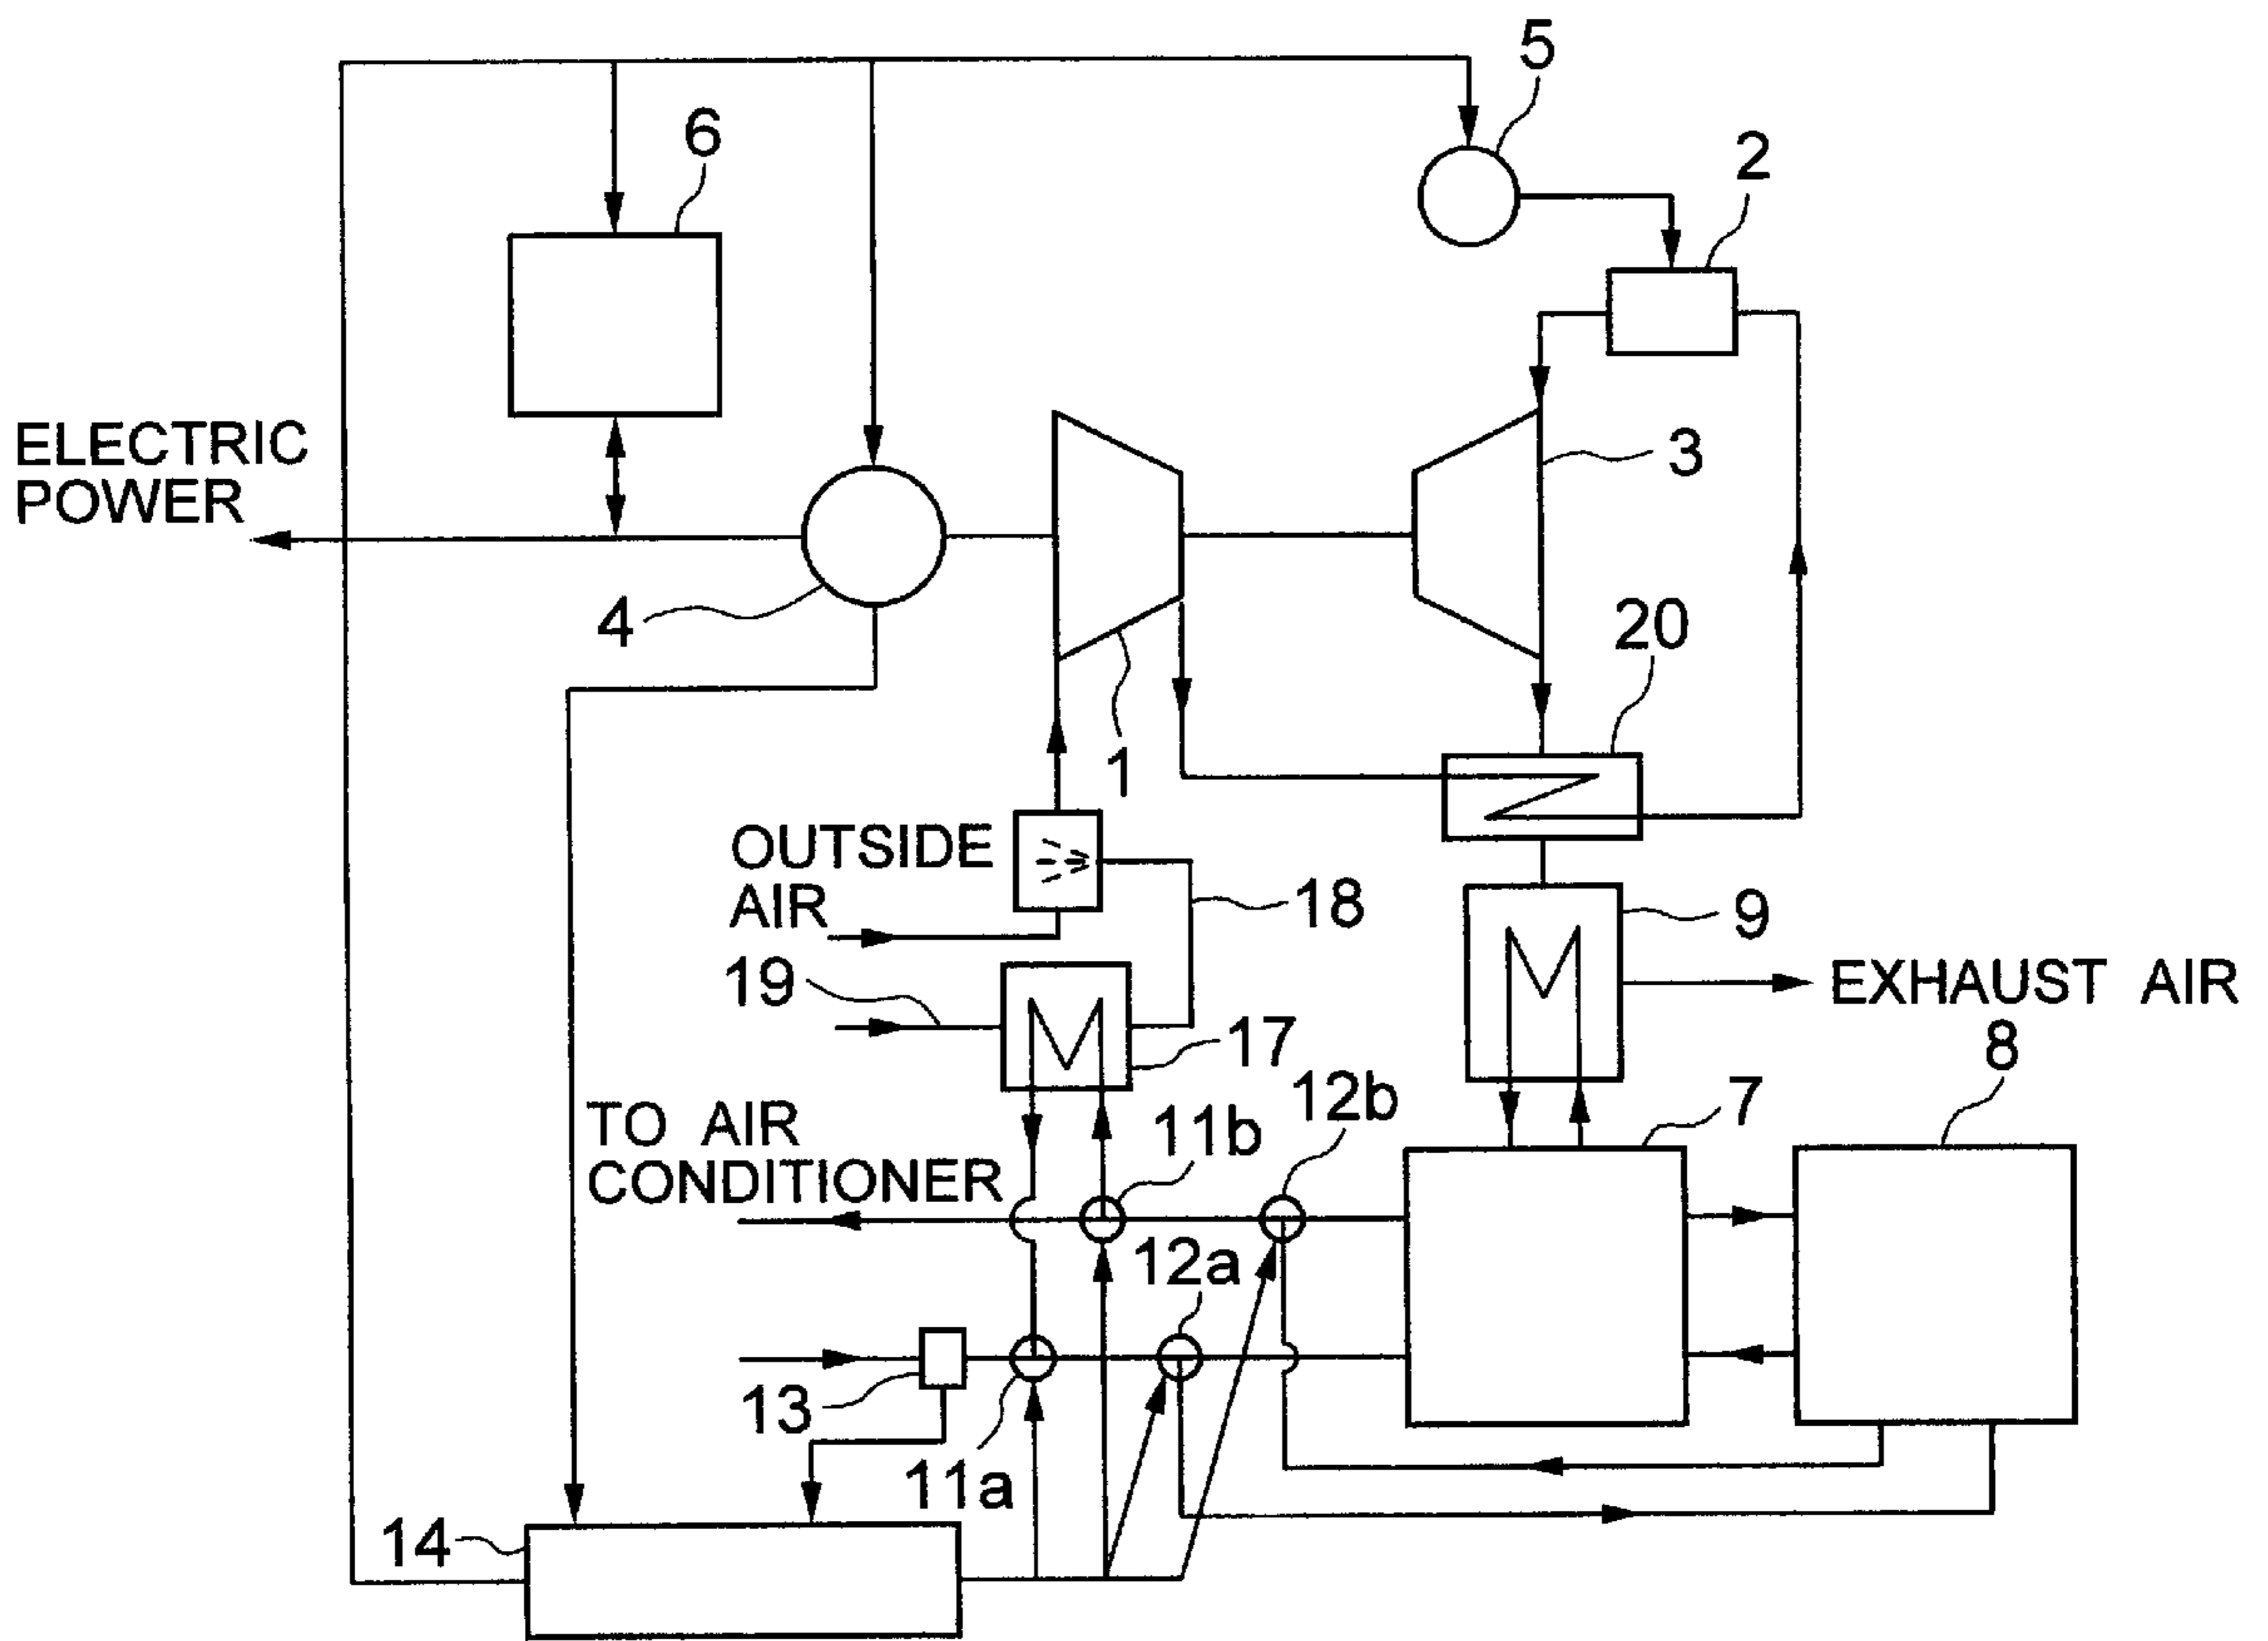 5
6
2
ELECTRIC
POWER
3
4
20
1
OUTSIDE
AIR
18
9
19
EXHAUST AIR
17
8
12b
7
TO AIR
CONDITIONER
11b
12a
13
11a
14